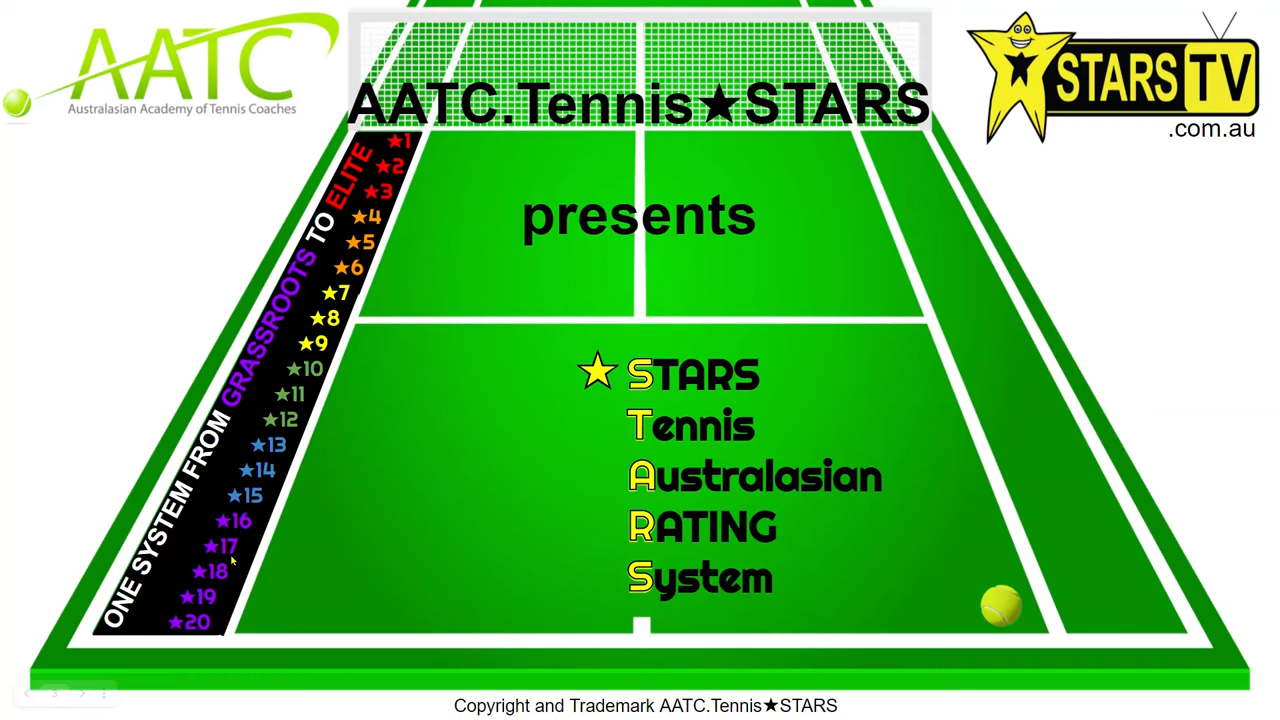 AATC
Australasian Academy of Tennis Coaches
STARS TV
.com.au
AATC.Tennis★STARS
presents
ONE SYSTEM FROM GRASSROOTS TO ELITE
★1
★2
★3
★4
★5
★6
★7
★8
★9
★10
★11
★12
★13
★14
★15
★16
★17
★18
★19
★20
★ STARS
Tennis
Australasian
RATING
System
3
Copyright and Trademark AATC.Tennis★STARS